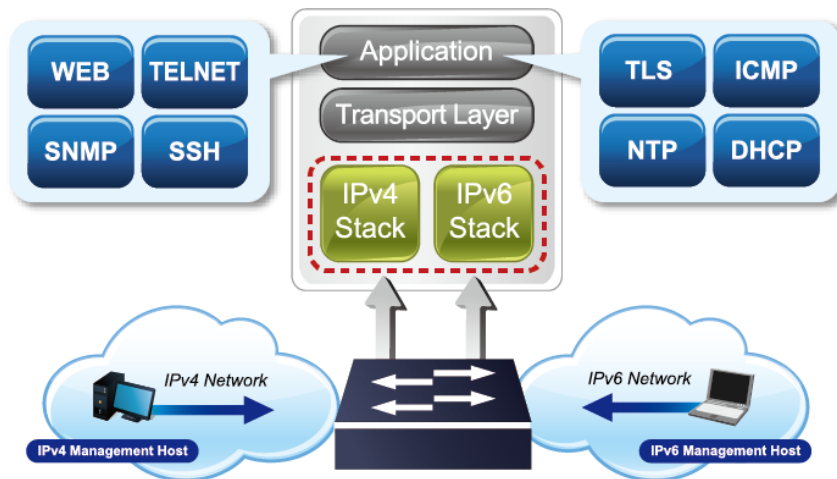 WEB
TELNET
SNMP
SSH
Application
Transport Layer
IPv4
Stack
IPv6
Stack
TLS
ICMP
NTP
DHCP
IPv4 Network
IPv4 Management Host
IPv6 Network
IPv6 Management Host